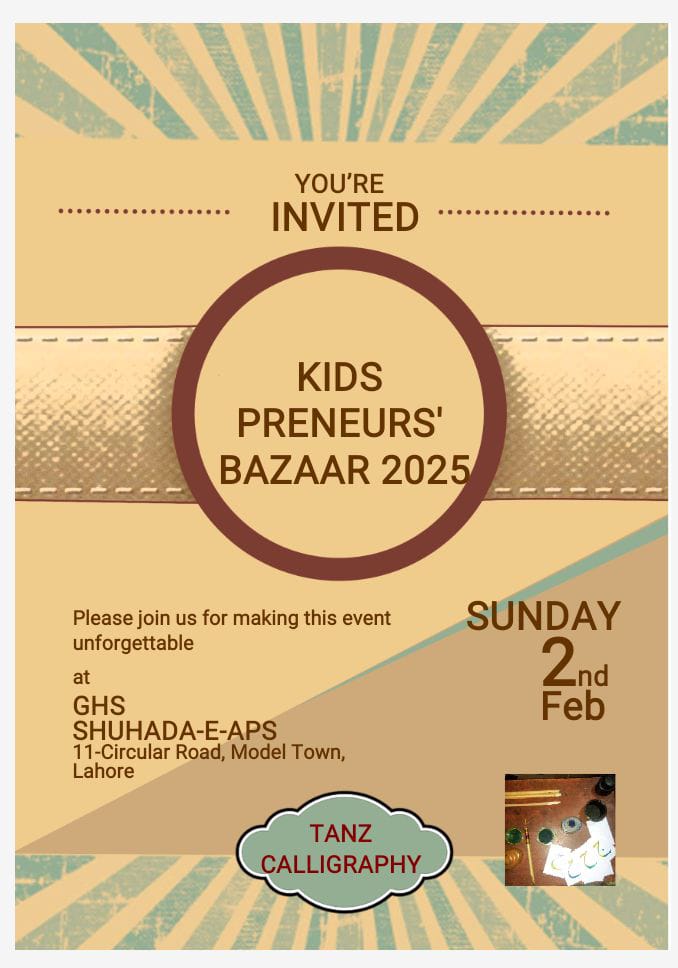 YOU'RE
INVITED
KIDS
PRENEURS'
BAZAAR 2025
Please join us for making this event
unforgettable
at
GHS
SHUHADA-E-APS
11-Circular Road, Model Town,
Lahore
SUNDAY
2nd
Feb
TANZ
CALLIGRAPHY